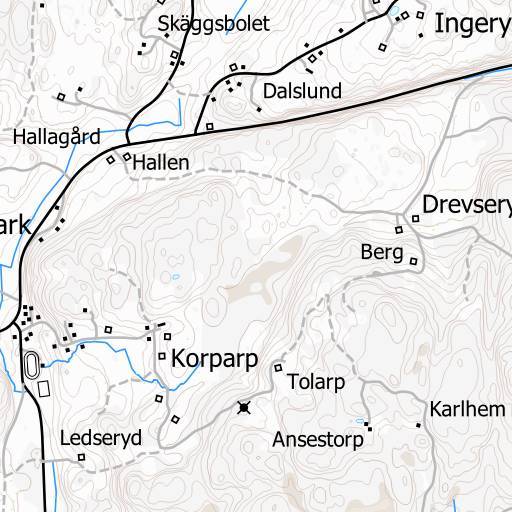 Skäggsbolet
Ingery
Dalslund
Hallagård
Hallen
Drevsery
ark
Berg
Korparp
Tolarp
Karlhem
Ledseryd
Ansestorp